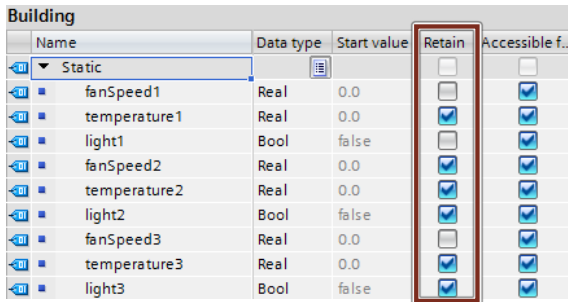 Building
Name Data type Start value Retain Accessible f...
Static
fanSpeed1 Real 0.0
temperature1 Real 0.0
light1 Bool false
fanSpeed2 Real 0.0
temperature2 Real 0.0
light2 Bool false
fanSpeed3 Real 0.0
temperature3 Real 0.0
light3 Bool false